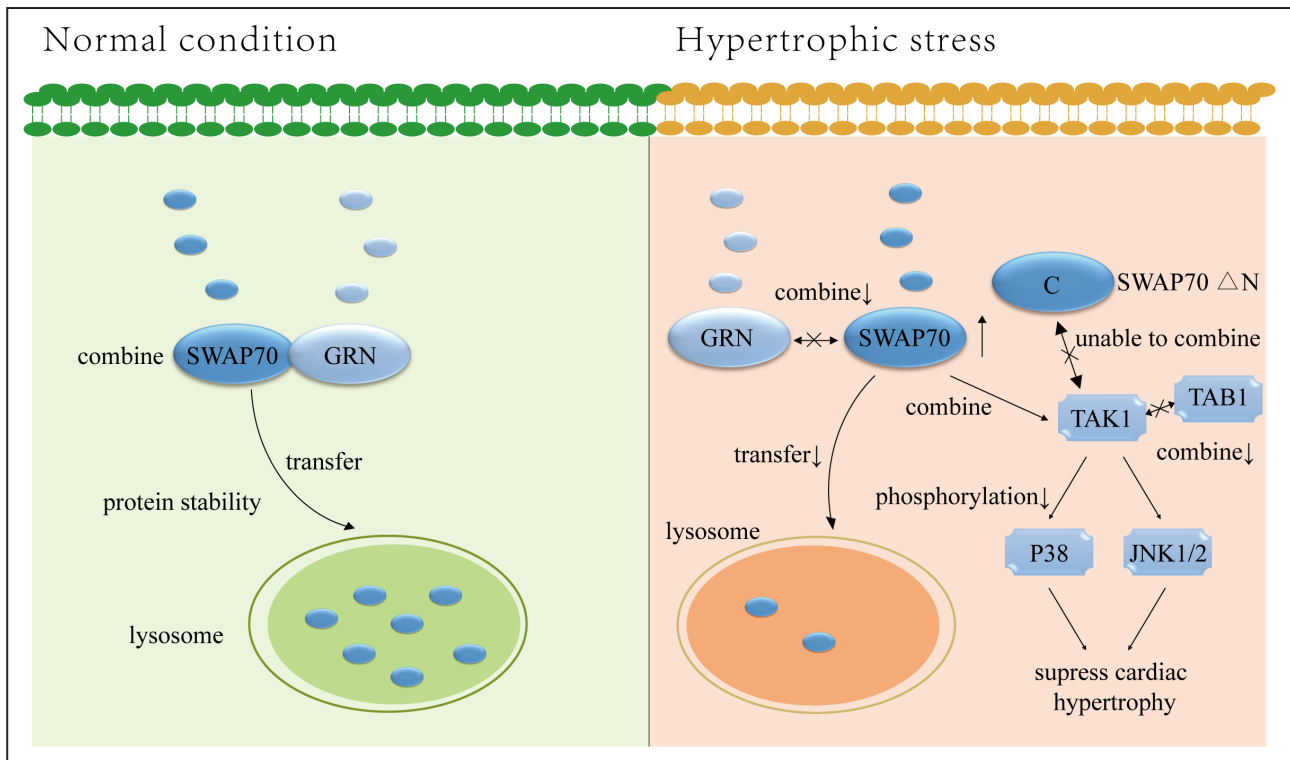 Normal condition
Hypertrophic stress
combine
SWAP70
GRN
transfer
protein stability
lysosome
GRN
combine↓
SWAP70
↑
C
SWAP70 △N
unable to combine
combine
TAK1
TAB1
combine↓
transfer↓
phosphorylation↓
lysosome
P38
JNK1/2
supress cardiac
hypertrophy